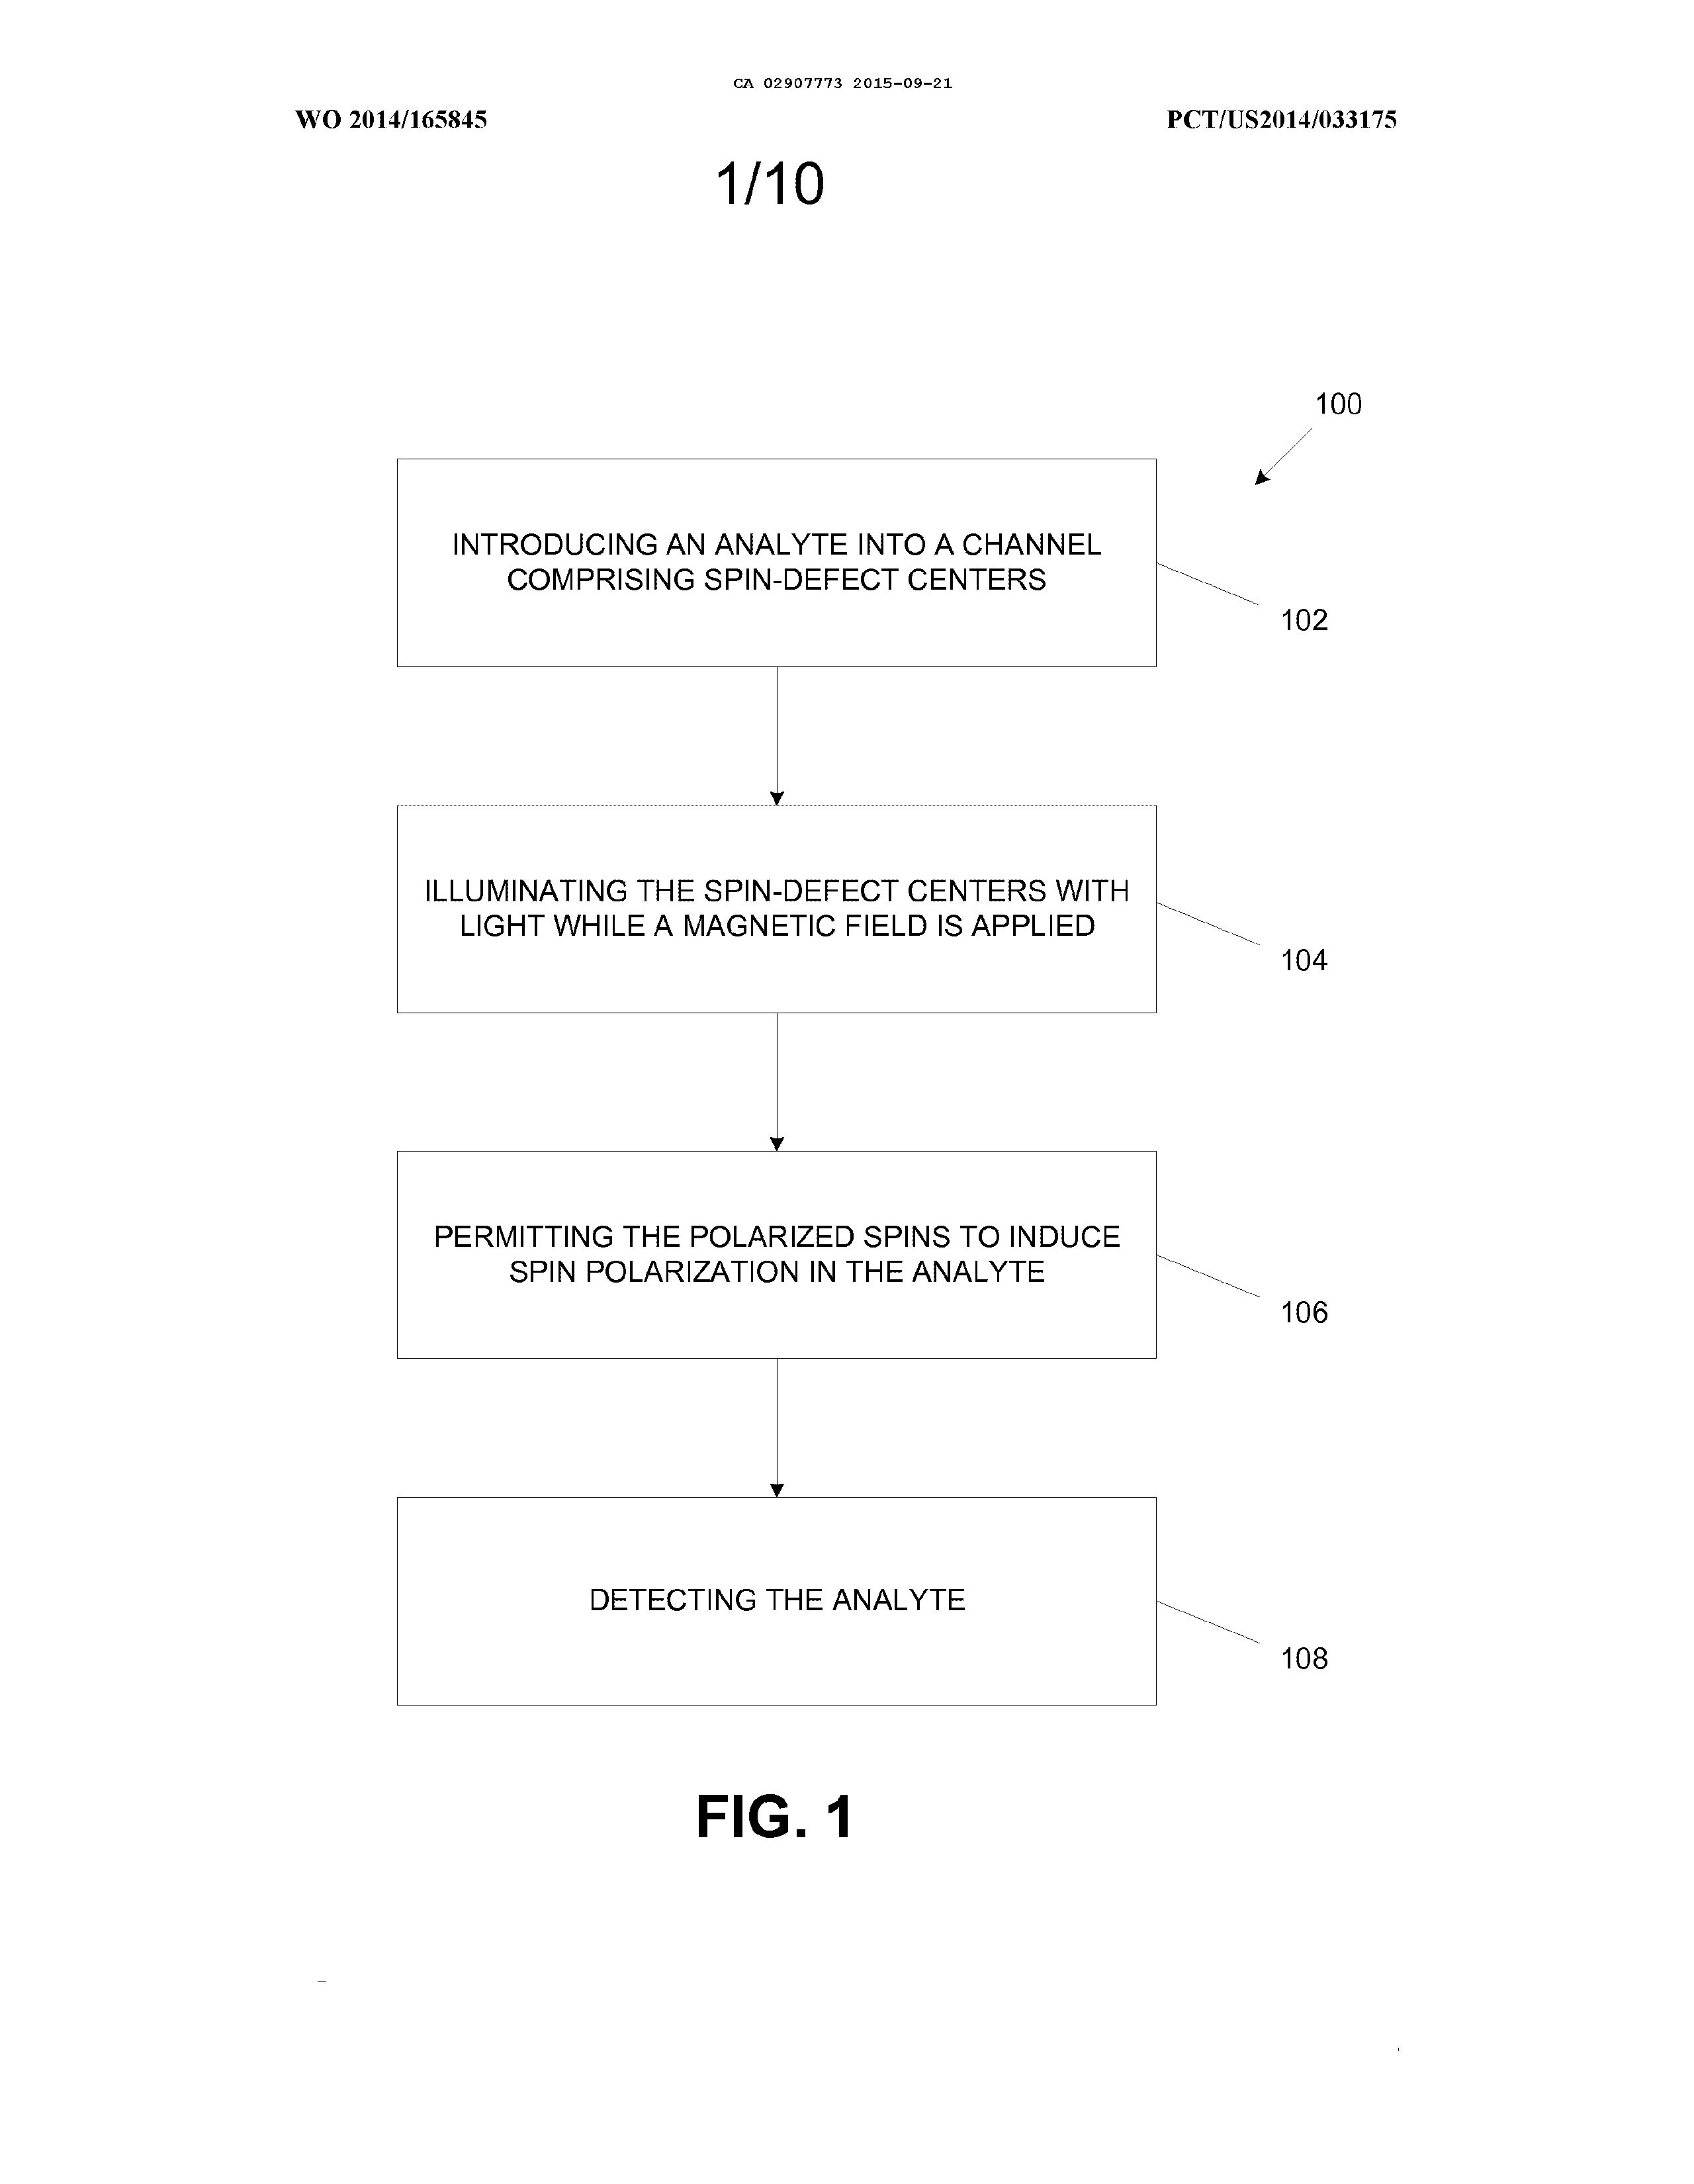 CA 02907773 2015-09-21
WO 2014/165845
PCT/US2014/033175
1/10
100
INTRODUCING AN ANALYTE INTO A CHANNEL
COMPRISING SPIN-DEFECT CENTERS
102
ILLUMINATING THE SPIN-DEFECT CENTERS WITH
LIGHT WHILE A MAGNETIC FIELD IS APPLIED
104
PERMITTING THE POLARIZED SPINS TO INDUCE
SPIN POLARIZATION IN THE ANALYTE
106
DETECTING THE ANALYTE
108
FIG. 1